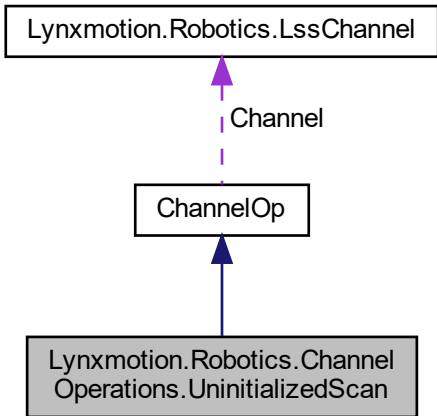 Lynxmotion.Robotics.LssChannel
Channel
ChannelOp
Lynxmotion.Robotics.Channel
Operations.UninitializedScan